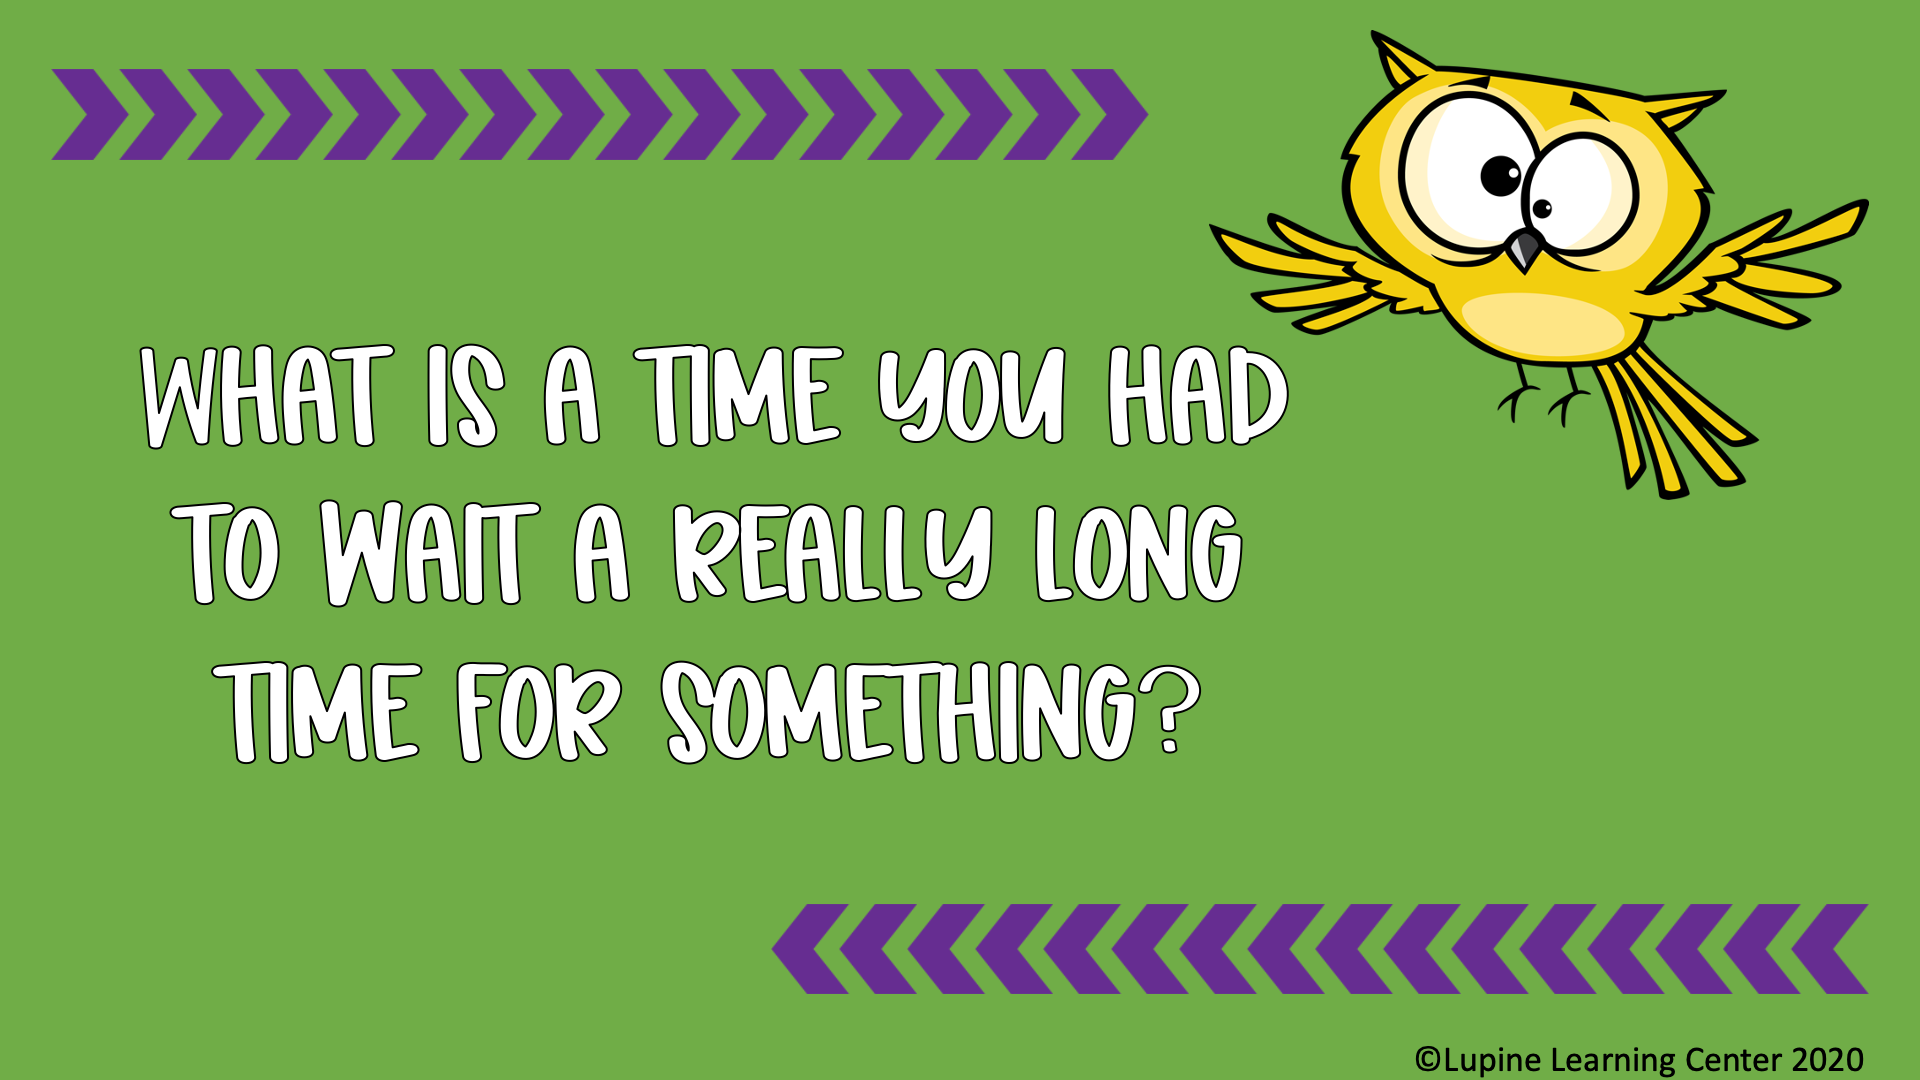 WHAT IS A TIME YOU HAD
TO WAIT A REALLY LONG
TIME FOR SOMETHING?
©Lupine Learning Center 2020